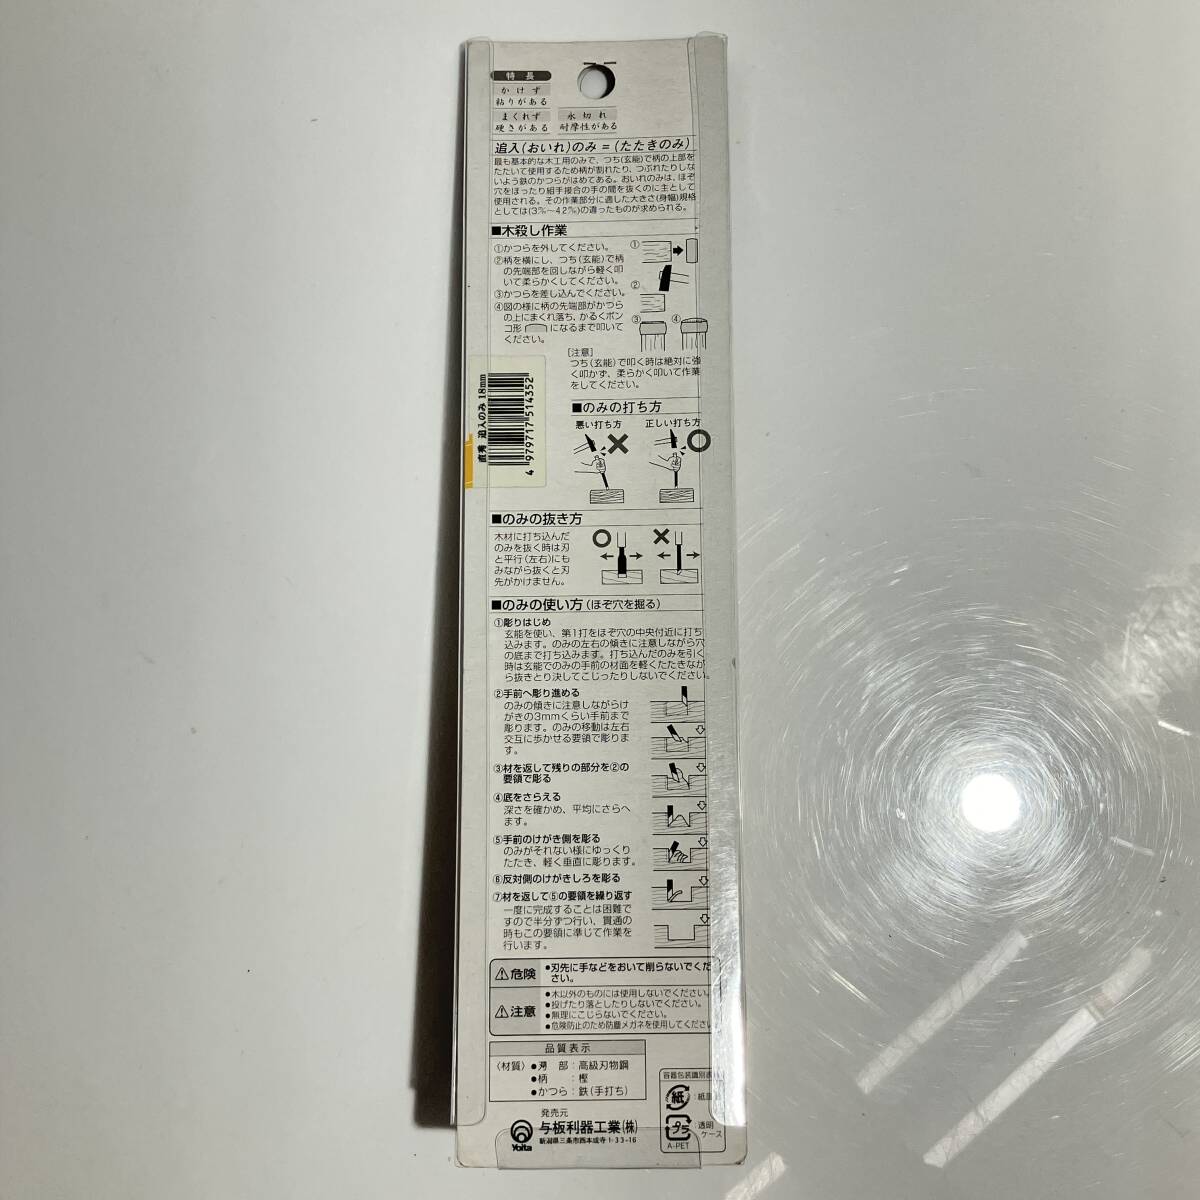 特長
かけず
粘りがある
まくれず
硬さがある
永切れ
耐摩性がある
追入(おいれ)のみ=(たたきのみ)
最も基本的な木工用のみで、つち(玄能)で柄の上部を
たたいて使用するため柄が割れたり、つぶれたりしな
いよう鉄のかつらがはめてある。おいれのみは、ほぞ
穴をほったり組手接合の手の間を抜くのに主として
使用される。その作業部分に適した大きさ(身幅)規格
としては(3㎜〜42㎜)の違ったものが求められる。
■木殺し作業
①かつらを外してください。
②柄を横にし、つち(玄能)で柄
の先端部を回しながら軽く叩
いて柔らかくしてください。
③かつらを差し込んでください。
④図の様に柄の先端部がかつら
の上にまくれ落ち、かるくポン
コ形 になるまで叩いて
ください。
①
②
③
④
[注意]
つち(玄能)で叩く時は絶対に強
く叩かず、柔らかく叩いて作業
をしてください。
直秀 追入のみ 18mm
4 979717 514352
■のみの打ち方
悪い打ち方
正しい打ち方
■のみの抜き方
木材に打ち込んだ
のみを抜く時は刃
と平行(左右)にも
みながら抜くと刃
先がかけません。
■のみの使い方(ほぞ穴を掘る)
①彫りはじめ
玄能を使い、第1打をほぞ穴の中央付近に打ち
込みます。のみの左右の傾きに注意しながら穴
の底まで打ち込みます。打ち込んだのみを引く
時は玄能でのみの手前の材面を軽くたたきなが
ら抜きとり決してこじったりしないでください。
②手前へ彫り進める
のみの傾きに注意しながらけ
がきの3mmくらい手前まで
彫ります。のみの移動は左右
交互に歩かせる要領で彫りま
す。
③材を返して残りの部分を②の
要領で彫る
④底をさらえる
深さを確かめ、平均にさらへ
ます。
⑤手前のけがき側を彫る
のみがそれない様にゆっくり
たたき、軽く垂直に彫ります。
⑥反対側のけがきしろを彫る
⑦材を返して⑤の要領を繰り返す
一度に完成することは困難で
すので半分ずつ行い、貫通の
時もこの要領に準じて作業を
行います。
⚠危険
●刃先に手などをおいて削らないでくだ
さい。
⚠注意
●木以外のものには使用しないでください。
●投げたり落としたりしないでください。
●無理にこじらないでください。
●危険防止のため防塵メガネを使用してくださ
品質表示
〈材質〉●溥 部:高級刃物鋼
●柄 :樫
●かつら:鉄(手打ち)
発売元
Yoita
与板利器工業(株)
新潟県三条市西本成寺1-33-16
容器包装識別表
紙
プラ
A-PET
:透明
ケース